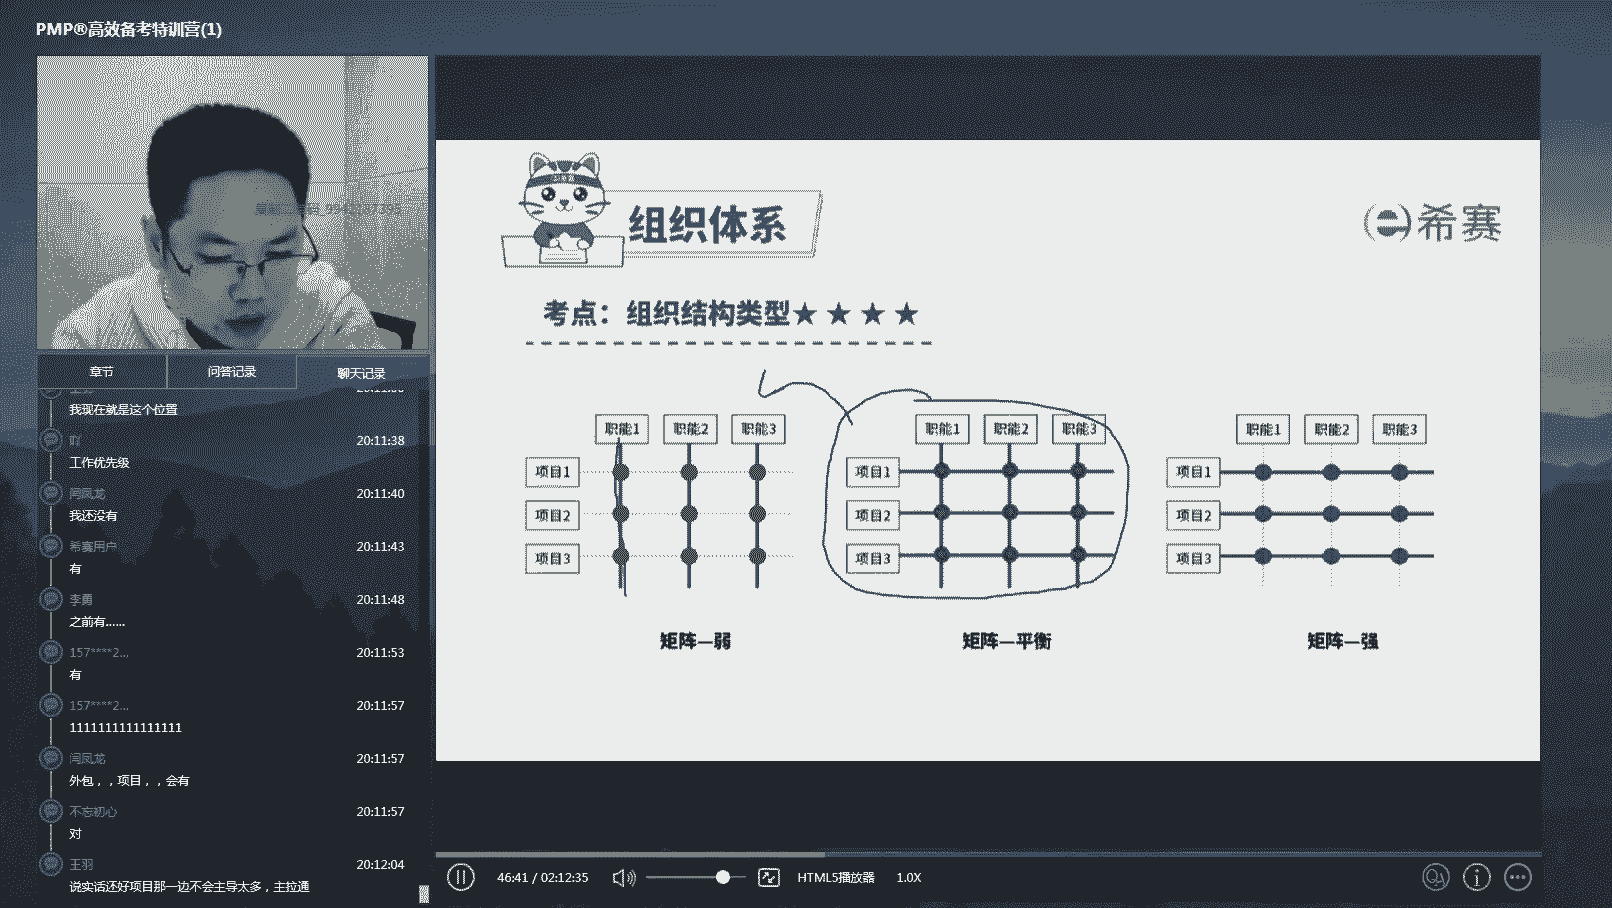 PMP®高效备考特训营(1)
章节
问答记录
聊天记录
我现在就是这个位置
吖
20:11:38
工作优先级
闫凤龙
20:11:40
我还没有
希赛用户
20:11:43
有
李勇
20:11:48
之前有......
157****2...
20:11:53
有
157****2...
20:11:57
1111111111111111
闫凤龙
20:11:57
外包，，项目，，会有
不忘初心
20:11:57
对
王羽
20:12:04
说实话还好项目那一边不会主导太多，主拉通
组织体系
希赛
考点：组织结构类型★★★★
职能1 职能2 职能3
项目1
项目2
项目3
矩阵—弱
职能1 职能2 职能3
项目1
项目2
项目3
矩阵—平衡
职能1 职能2 职能3
项目1
项目2
项目3
矩阵—强
46:41 / 02:12:35
HTML5播放器
1.0X